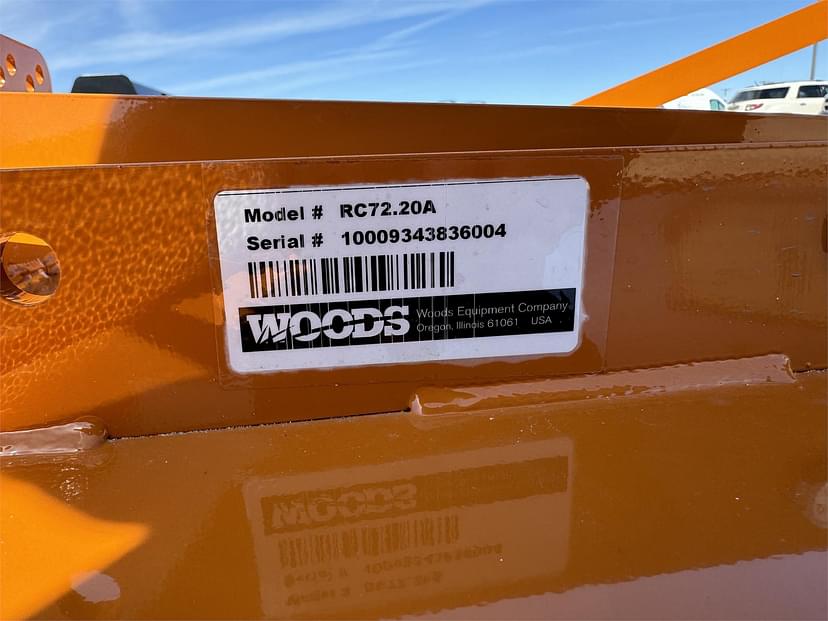 Model # RC72.20A
Serial # 10009343836004
WOODS Woods Equipment Company
Oregon, Illinois 61061 USA